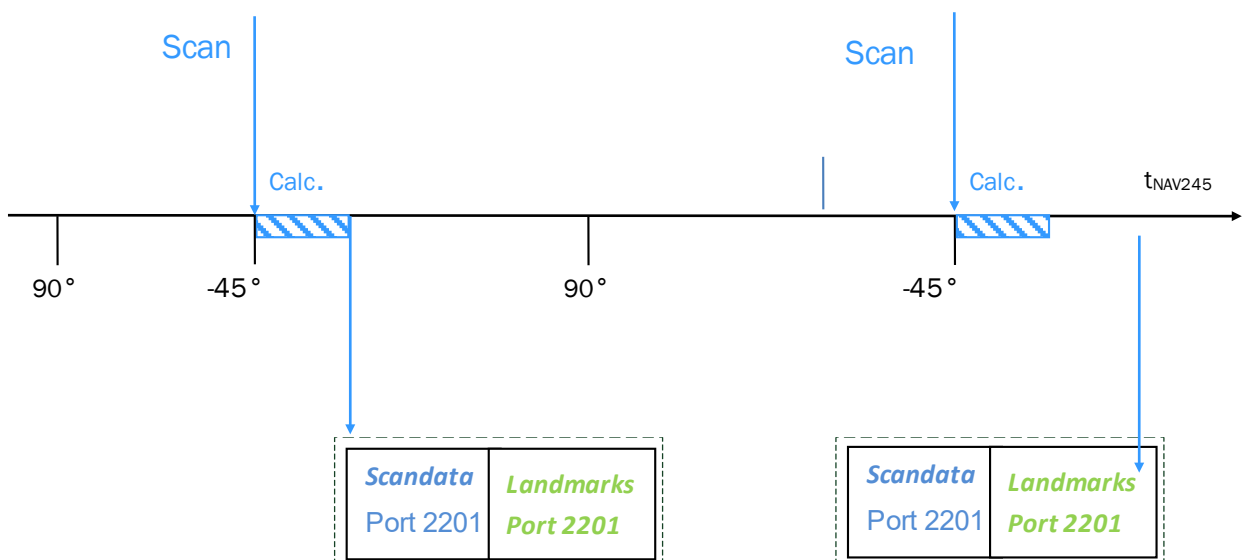 Scan
Scan
Calc.
Calc.
tNAV245
90°
-45°
90°
-45°
Scandata
Port 2201
Landmarks
Port 2201
Scandata
Port 2201
Landmarks
Port 2201